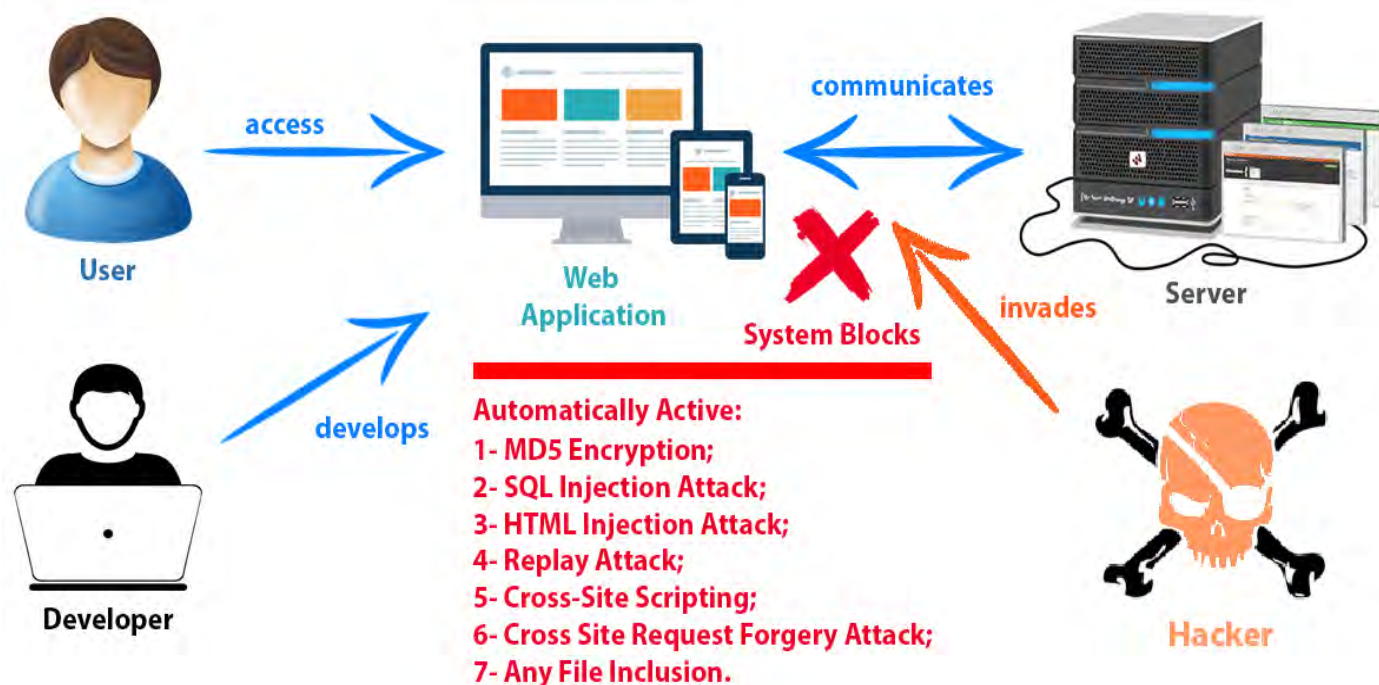 access
communicates
User
Web
Application
System Blocks
invades
Server
develops
Developer
Automatically Active:
1- MD5 Encryption;
2- SQL Injection Attack;
3- HTML Injection Attack;
4- Replay Attack;
5- Cross-Site Scripting;
6- Cross Site Request Forgery Attack;
7- Any File Inclusion.
Hacker